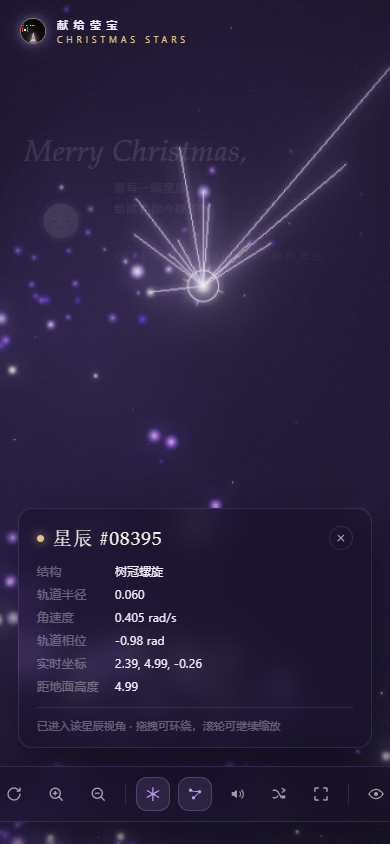 献给莹宝
CHRISTMAS STARS
Merry Christmas,
星辰 #08395
结构 树冠螺旋
轨道半径 0.060
角速度 0.405 rad/s
轨道相位 -0.98 rad
实时坐标 2.39, 4.99, -0.26
距地面高度 4.99
已进入该星辰视角 · 拖拽可环绕，滚轮可继续缩放